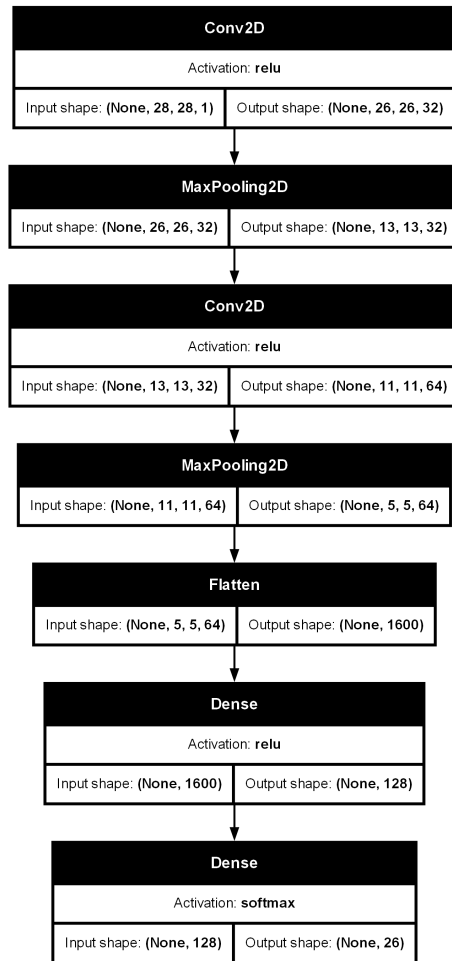 Conv2D
Activation: relu
Input shape: (None, 28, 28, 1) Output shape: (None, 26, 26, 32)
MaxPooling2D
Input shape: (None, 26, 26, 32) Output shape: (None, 13, 13, 32)
Conv2D
Activation: relu
Input shape: (None, 13, 13, 32) Output shape: (None, 11, 11, 64)
MaxPooling2D
Input shape: (None, 11, 11, 64) Output shape: (None, 5, 5, 64)
Flatten
Input shape: (None, 5, 5, 64) Output shape: (None, 1600)
Dense
Activation: relu
Input shape: (None, 1600) Output shape: (None, 128)
Dense
Activation: softmax
Input shape: (None, 128) Output shape: (None, 26)